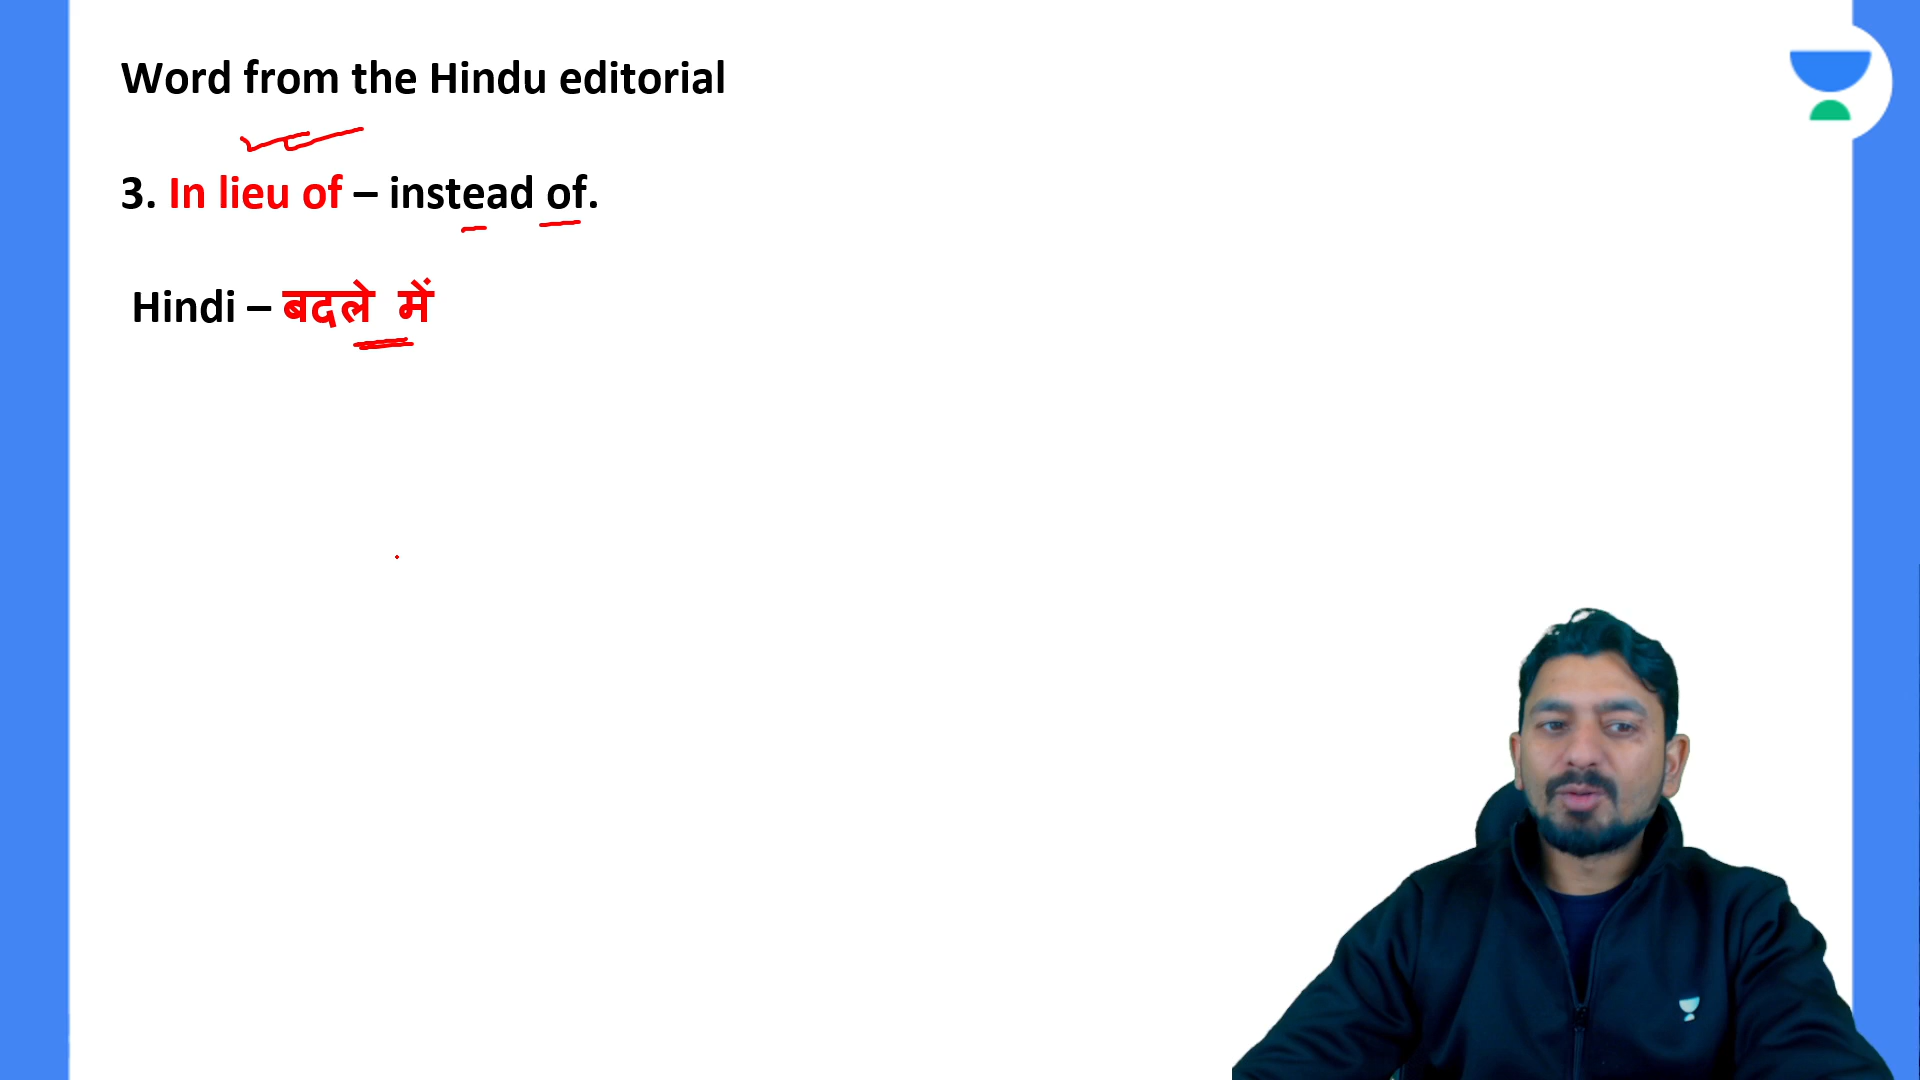 Word from the Hindu editorial
3. In lieu of – instead of.
Hindi – बदले में